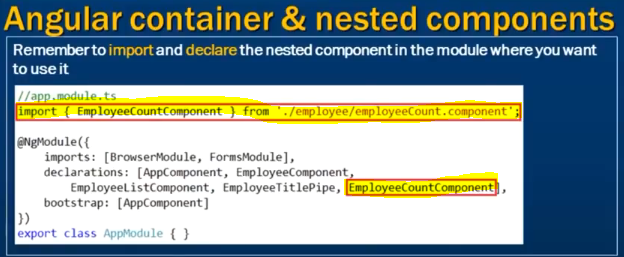 Angular container & nested components
Remember to import and declare the nested component in the module where you want
to use it
//app.module.ts
import { EmployeeCountComponent } from './employee/employeeCount.component';
@NgModule({
imports: [BrowserModule, FormsModule],
declarations: [AppComponent, EmployeeComponent,
EmployeeListComponent, EmployeeTitlePipe, EmployeeCountComponent],
bootstrap: [AppComponent]
})
export class AppModule { }